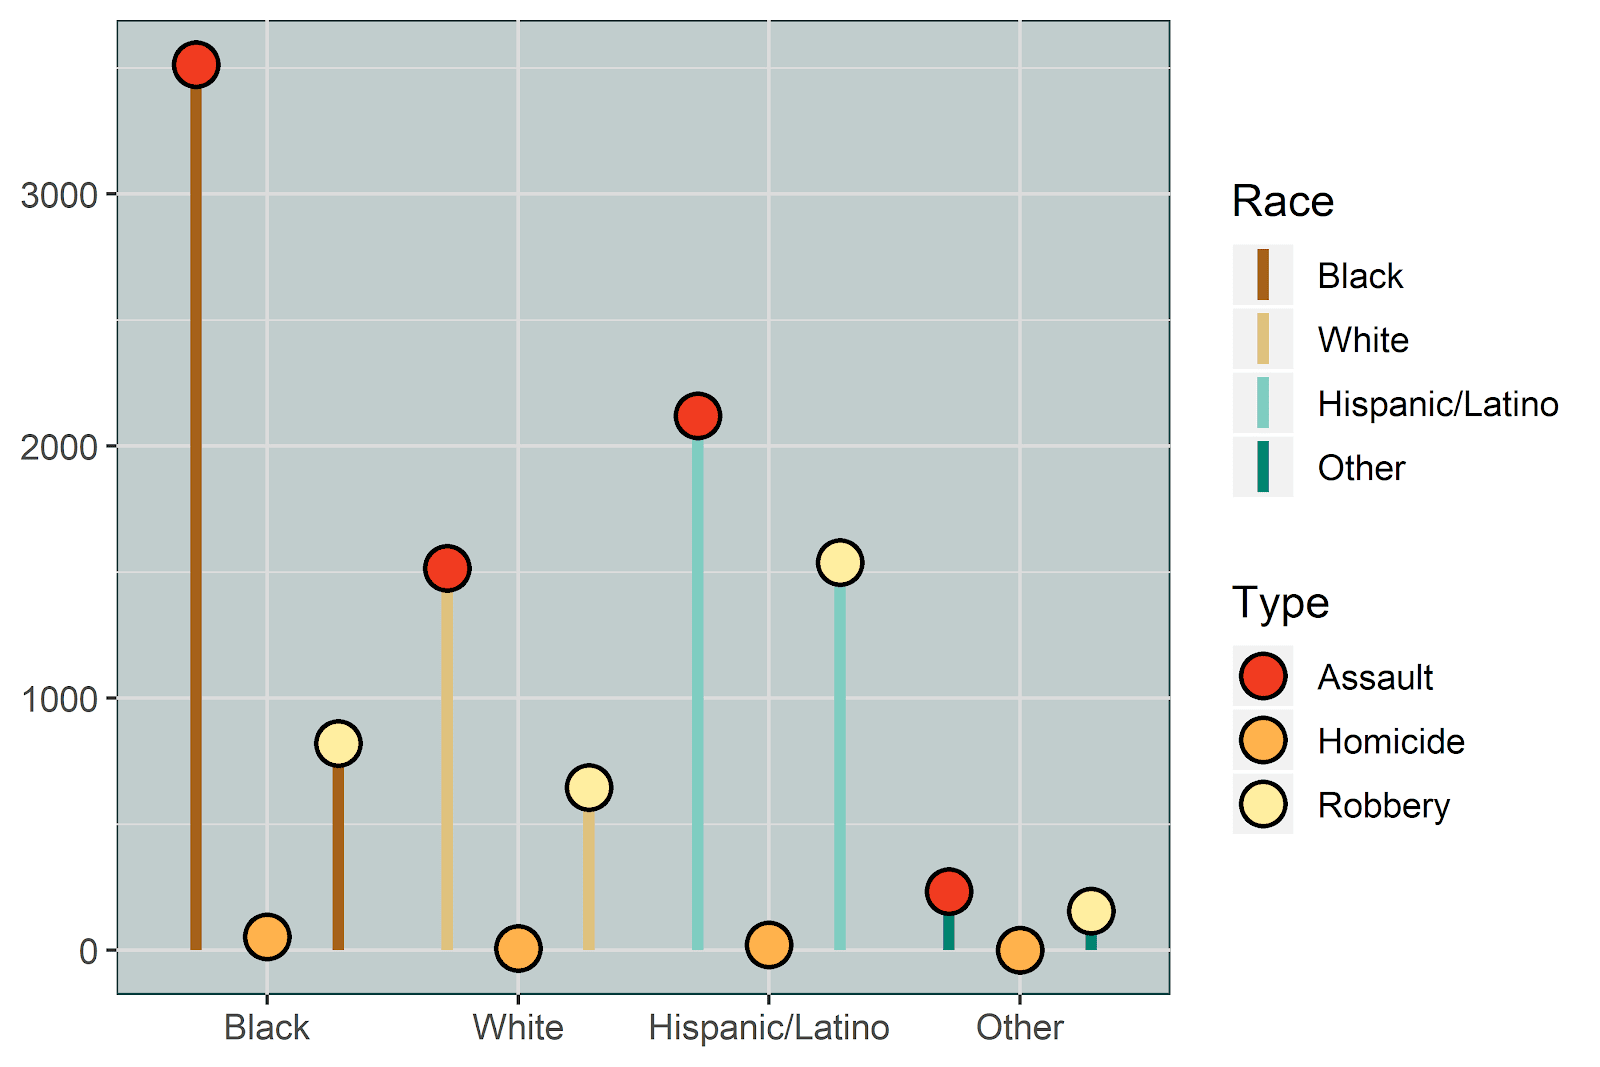 3000
2000
1000
0
Black
White
Hispanic/Latino
Other
Race
Black
White
Hispanic/Latino
Other
Type
Assault
Homicide
Robbery